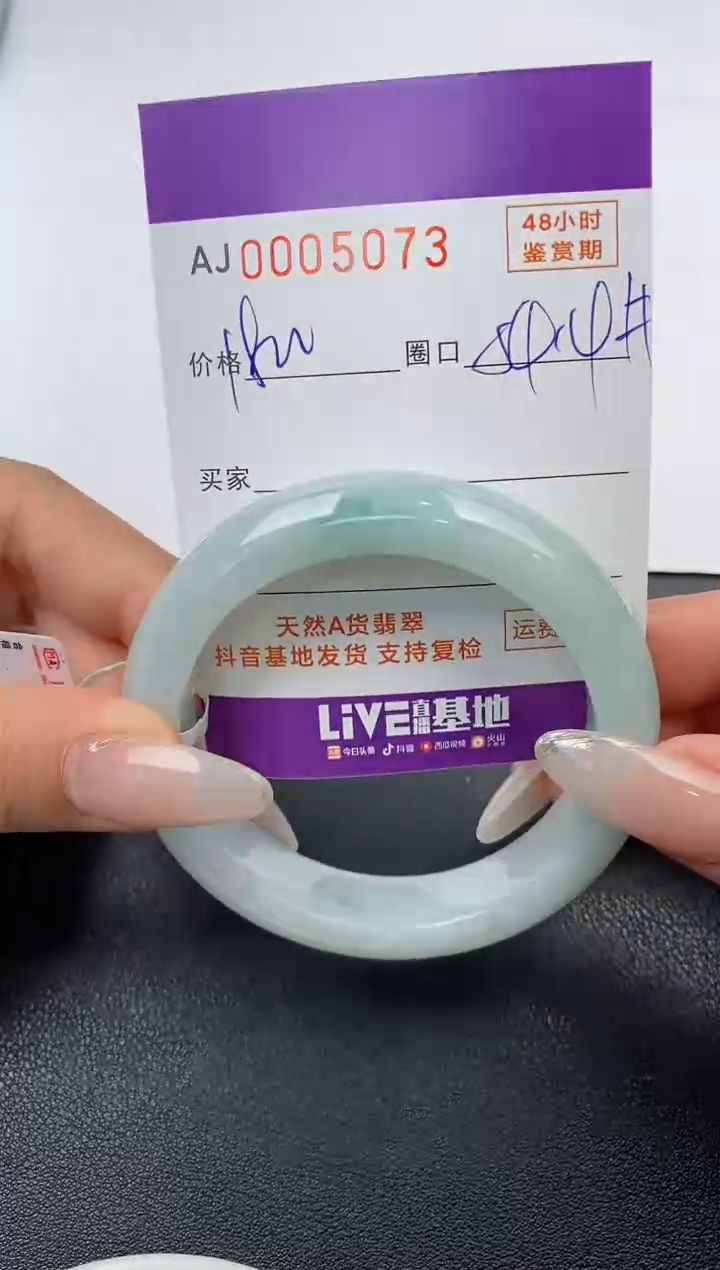 AJ0005073
48小时
鉴赏期
价格
圈口
买家
天然A货翡翠
抖音基地发货 支持复检
运费
LiVE直播基地
今日头条 抖音 西瓜视频 火山